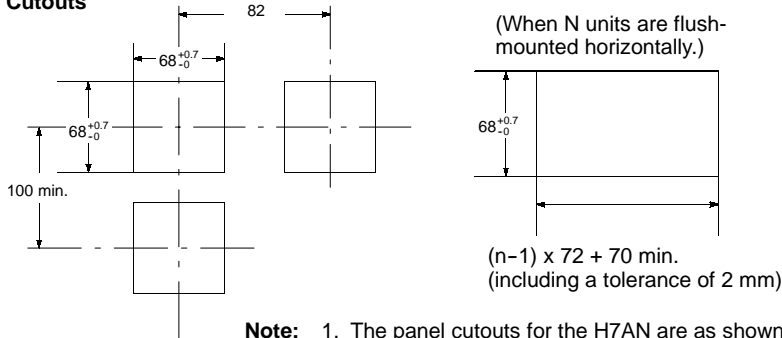 Cutouts
82
68 +0.7 -0
68 +0.7 -0
100 min.
(When N units are flush-
mounted horizontally.)
68 +0.7 -0
(n−1) x 72 + 70 min.
(including a tolerance of 2 mm)
Note: 1. The panel cutouts for the H7AN are as shown